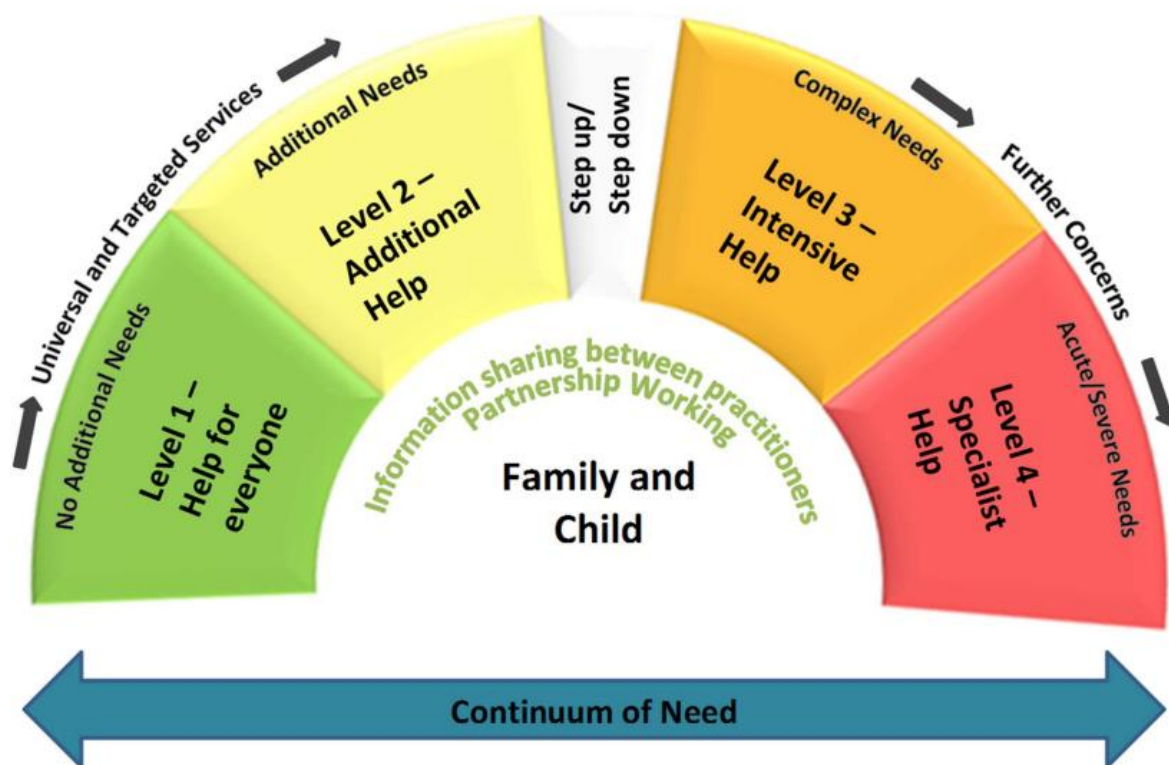 Universal and Targeted Services
No Additional Needs
Level 1 –
Help for
everyone
Additional Needs
Level 2 –
Additional
Help
Step up/
Step down
Complex Needs
Level 3 –
Intensive
Help
Further Concerns
Acute/Severe Needs
Level 4 –
Specialist
Help
Information sharing between practitioners
Partnership Working
Family and
Child
Continuum of Need